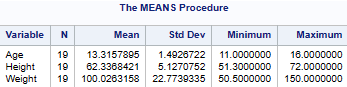 The MEANS Procedure
Variable N Mean Std Dev Minimum Maximum
Age 19 13.3157895 1.4926722 11.0000000 16.0000000
Height 19 62.3368421 5.1270752 51.3000000 72.0000000
Weight 19 100.0263158 22.7739335 50.5000000 150.0000000